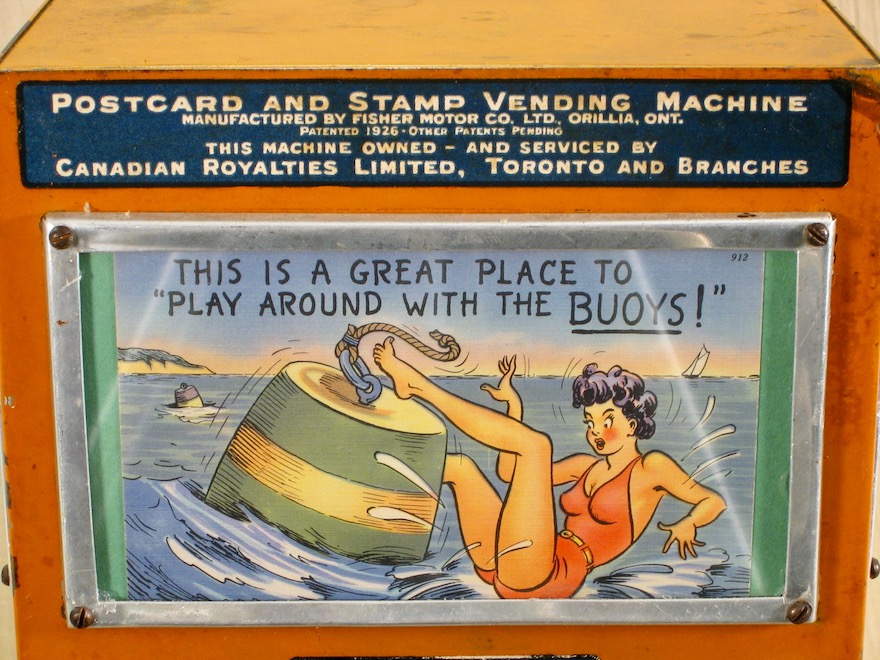 POSTCARD AND STAMP VENDING MACHINE
MANUFACTURED BY FISHER MOTOR CO. LTD., ORILLIA, ONT.
PATENTED 1926 - OTHER PATENTS PENDING
THIS MACHINE OWNED - AND SERVICED BY
CANADIAN ROYALTIES LIMITED, TORONTO AND BRANCHES
912
THIS IS A GREAT PLACE TO
"PLAY AROUND WITH THE BUOYS!"